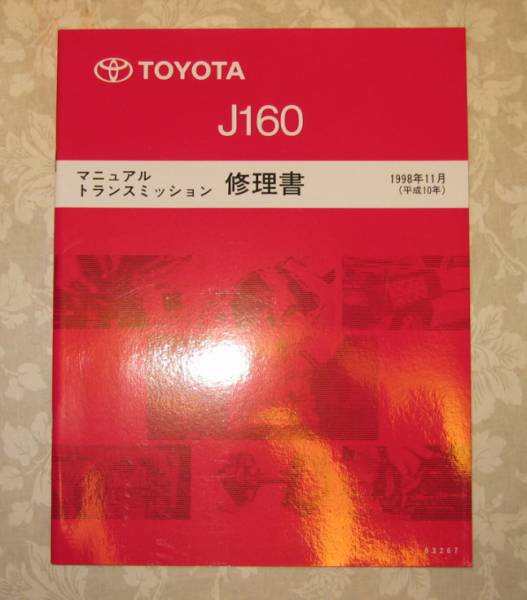 TOYOTA
J160
マニュアル
トランスミッション
修理書
1998年11月
(平成10年)
63267